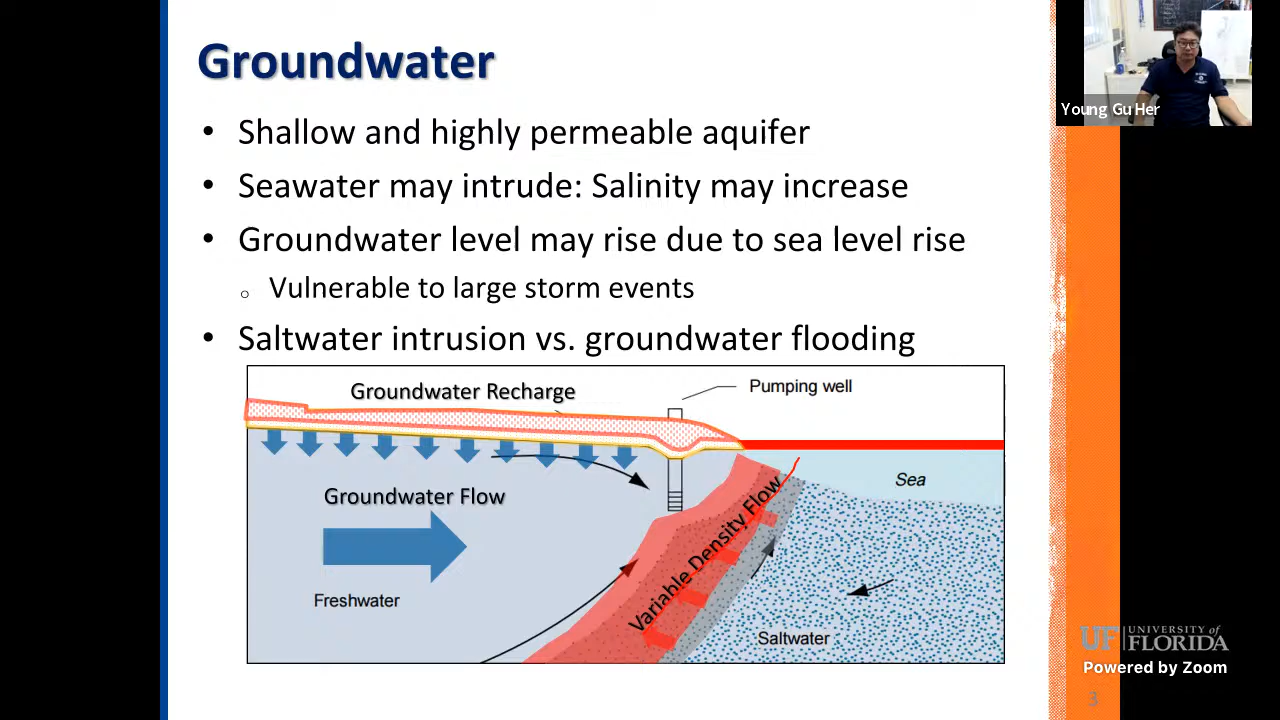 Groundwater
• Shallow and highly permeable aquifer
• Seawater may intrude: Salinity may increase
• Groundwater level may rise due to sea level rise
o Vulnerable to large storm events
• Saltwater intrusion vs. groundwater flooding
Groundwater Recharge
Pumping well
Sea
Groundwater Flow
Variable Density Flow
Freshwater
Saltwater
Young Gu Her
UF UNIVERSITY of
FLORIDA
Powered by Zoom
3